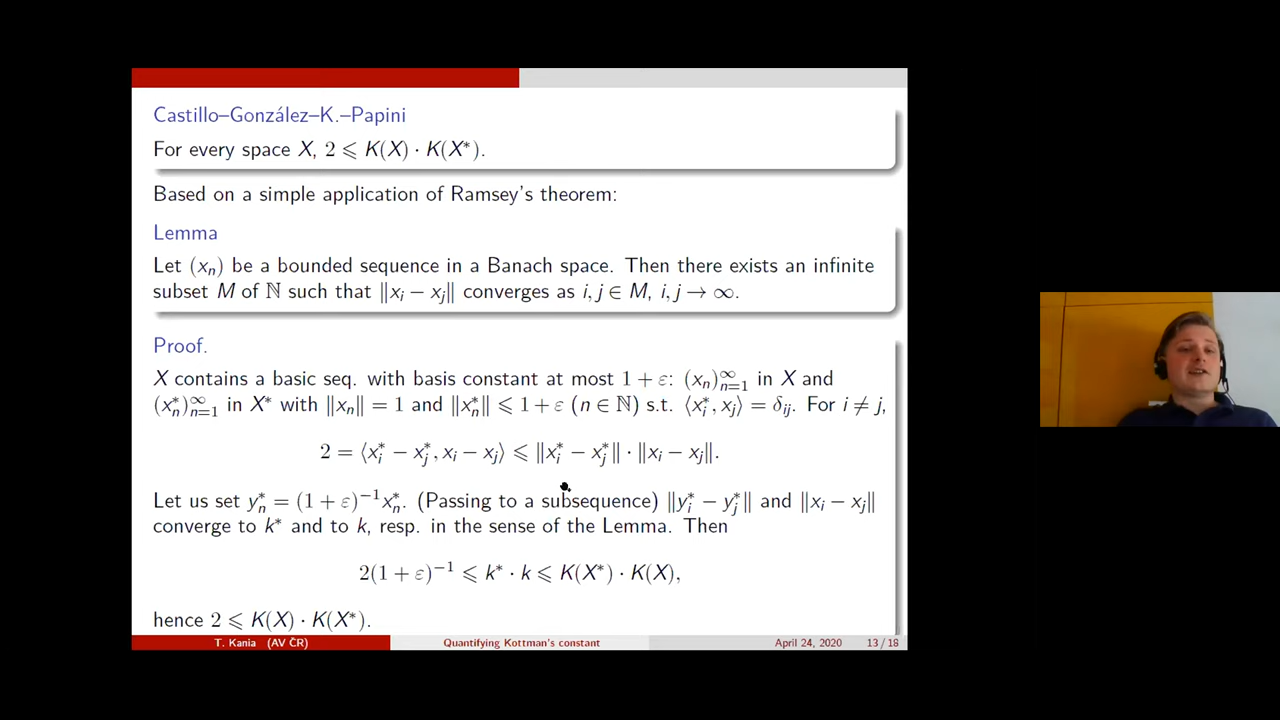 Castillo–González–K.–Papini
For every space X, 2 ⩽ K(X) · K(X*).
Based on a simple application of Ramsey's theorem:
Lemma
Let (xₙ) be a bounded sequence in a Banach space. Then there exists an infinite
subset M of ℕ such that ‖xᵢ − xⱼ‖ converges as i, j ∈ M, i, j → ∞.
Proof.
X contains a basic seq. with basis constant at most 1 + ε: (xₙ)ₙ₌₁^∞ in X and
(xₙ*)ₙ₌₁^∞ in X* with ‖xₙ‖ = 1 and ‖xₙ*‖ ⩽ 1 + ε (n ∈ ℕ) s.t. ⟨xᵢ*, xⱼ⟩ = δᵢⱼ. For i ≠ j,
2 = ⟨xᵢ* − xⱼ*, xᵢ − xⱼ⟩ ⩽ ‖xᵢ* − xⱼ*‖ · ‖xᵢ − xⱼ‖.
Let us set yₙ* = (1 + ε)⁻¹xₙ*. (Passing to a subsequence) ‖yᵢ* − yⱼ*‖ and ‖xᵢ − xⱼ‖
converge to k* and to k, resp. in the sense of the Lemma. Then
2(1 + ε)⁻¹ ⩽ k* · k ⩽ K(X*) · K(X),
hence 2 ⩽ K(X) · K(X*).
T. Kania (AV ČR) Quantifying Kottman's constant April 24, 2020 13 / 18